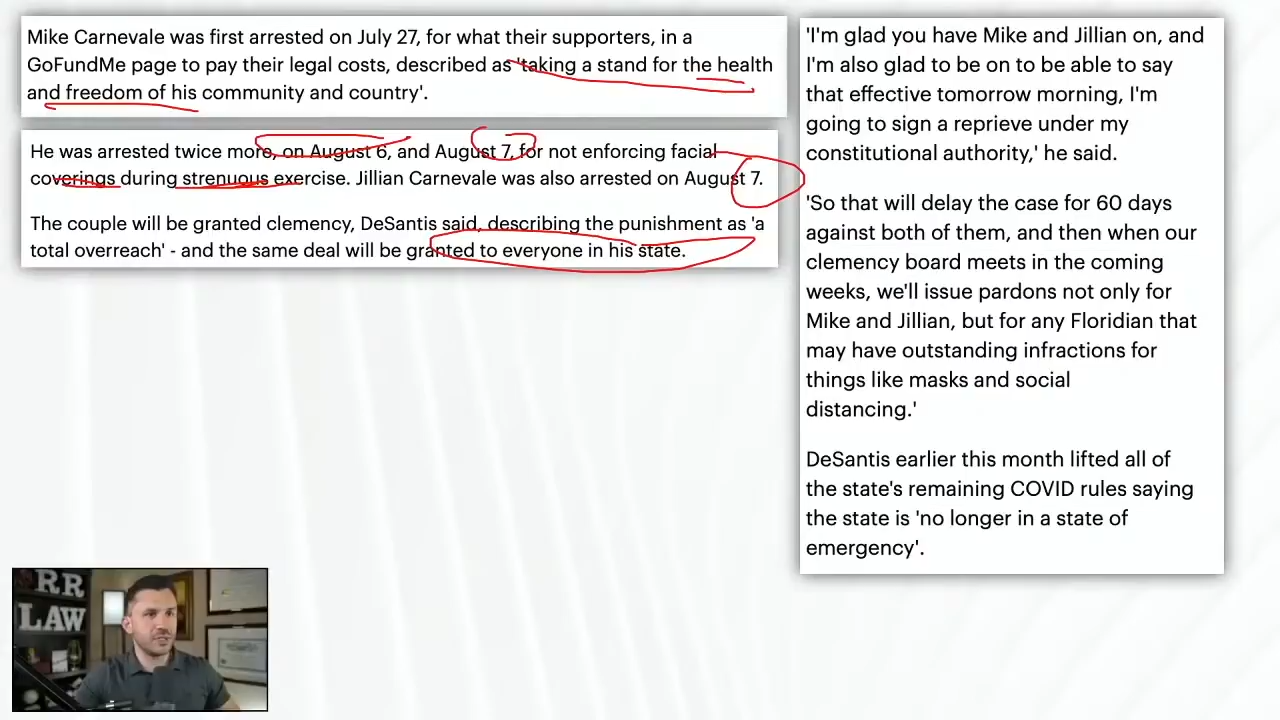 Mike Carnevale was first arrested on July 27, for what their supporters, in a
GoFundMe page to pay their legal costs, described as 'taking a stand for the health
and freedom of his community and country'.
He was arrested twice more, on August 6, and August 7, for not enforcing facial
coverings during strenuous exercise. Jillian Carnevale was also arrested on August 7.
The couple will be granted clemency, DeSantis said, describing the punishment as 'a
total overreach' - and the same deal will be granted to everyone in his state.
'I'm glad you have Mike and Jillian on, and
I'm also glad to be on to be able to say
that effective tomorrow morning, I'm
going to sign a reprieve under my
constitutional authority,' he said.
'So that will delay the case for 60 days
against both of them, and then when our
clemency board meets in the coming
weeks, we'll issue pardons not only for
Mike and Jillian, but for any Floridian that
may have outstanding infractions for
things like masks and social
distancing.'
DeSantis earlier this month lifted all of
the state's remaining COVID rules saying
the state is 'no longer in a state of
emergency'.
RR
LAW